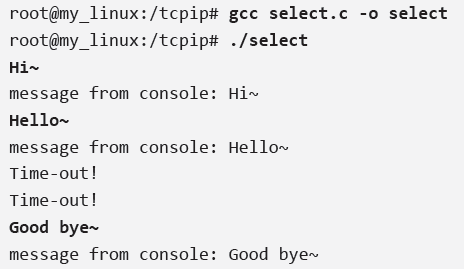 root@my_linux:/tcpip# gcc select.c -o select
root@my_linux:/tcpip# ./select
Hi~
message from console: Hi~
Hello~
message from console: Hello~
Time-out!
Time-out!
Good bye~
message from console: Good bye~